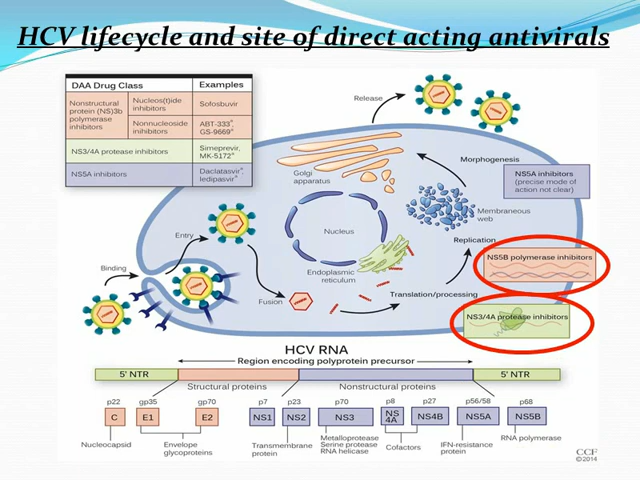 HCV lifecycle and site of direct acting antivirals
DAA Drug Class
Examples
Nonstructural
protein (NS)3b
polymerase
inhibitors
Nucleos(t)ide
inhibitors
Sofosbuvir
Nonnucleoside
inhibitors
ABT-333*,
GS-9669*
NS3/4A protease inhibitors
Simeprevir,
MK-5172*
NS5A inhibitors
Daclatasvir*,
ledipasvir*
Release
Golgi
apparatus
Morphogenesis
NS5A inhibitors
(precise mode of
action not clear)
Membraneous
web
Nucleus
Entry
Replication
NS5B polymerase inhibitors
Binding
Endoplasmic
reticulum
Fusion
Translation/processing
NS3/4A protease inhibitors
HCV RNA
Region encoding polyprotein precursor
5' NTR
5' NTR
Structural proteins
Nonstructural proteins
p22
gp35
gp70
p7
p23
p70
p8
p27
p56/58
p68
C
E1
E2
NS1
NS2
NS3
NS
4A
NS4B
NS5A
NS5B
Nucleocapsid
Envelope
glycoproteins
Transmembrane
protein
Metalloprotease
Serine protease
RNA helicase
Cofactors
IFN-resistance
protein
RNA polymerase
CCF
©2014